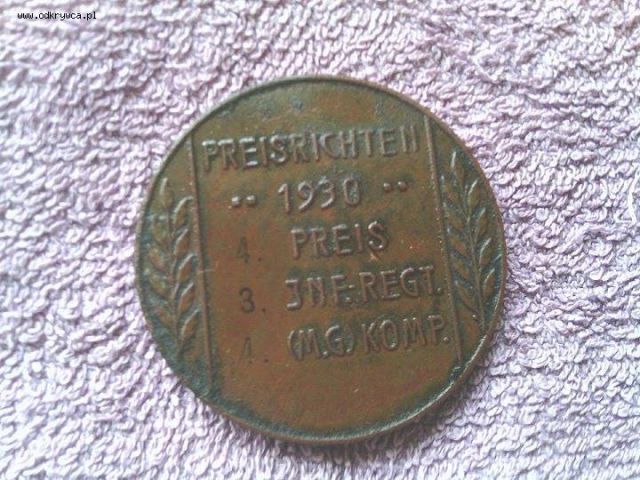 www.odkrywca.pl
PREISRICHTEN
·· 1930 ··
4. PREIS
3. INF.-REGT.
4. (M.G) KOMP.